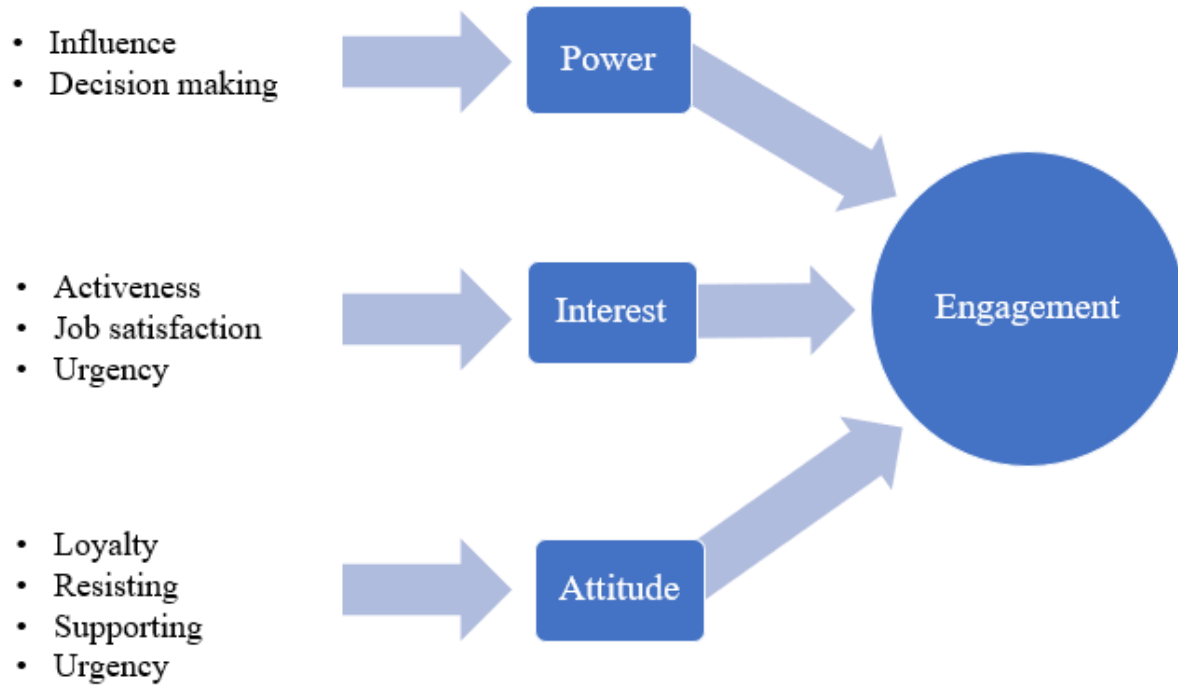 • Influence
• Decision making
Power
• Activeness
• Job satisfaction
• Urgency
Interest
Engagement
• Loyalty
• Resisting
• Supporting
• Urgency
Attitude